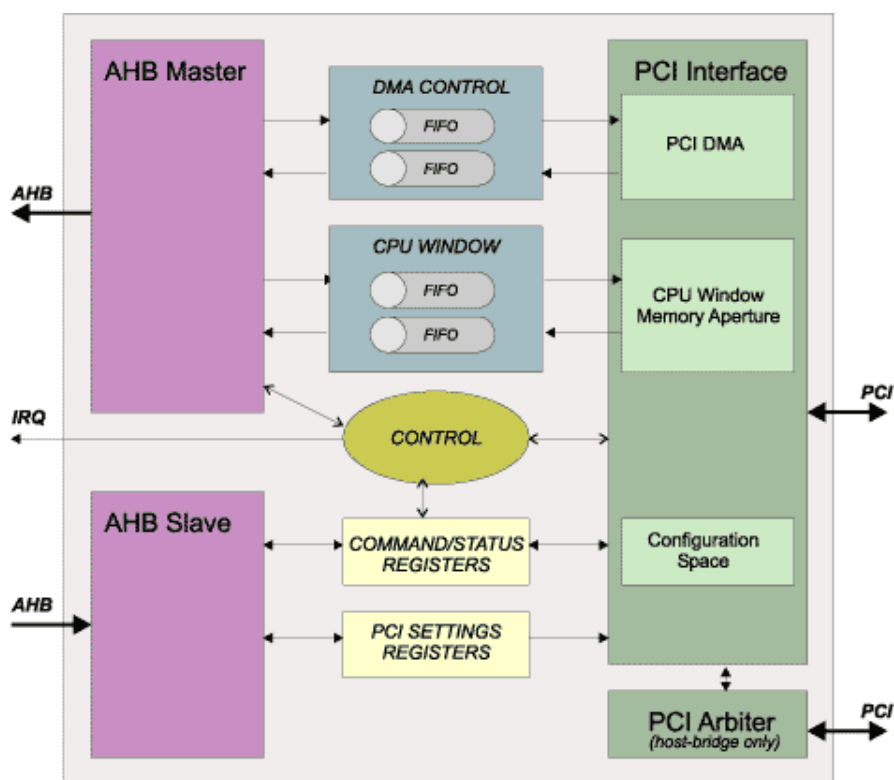 AHB Master
DMA CONTROL
FIFO
FIFO
PCI Interface
PCI DMA
AHB
CPU WINDOW
FIFO
FIFO
CPU Window
Memory Aperture
PCI
IRQ
CONTROL
AHB Slave
COMMAND/STATUS
REGISTERS
Configuration
Space
AHB
PCI SETTINGS
REGISTERS
PCI Arbiter
(host-bridge only)
PCI